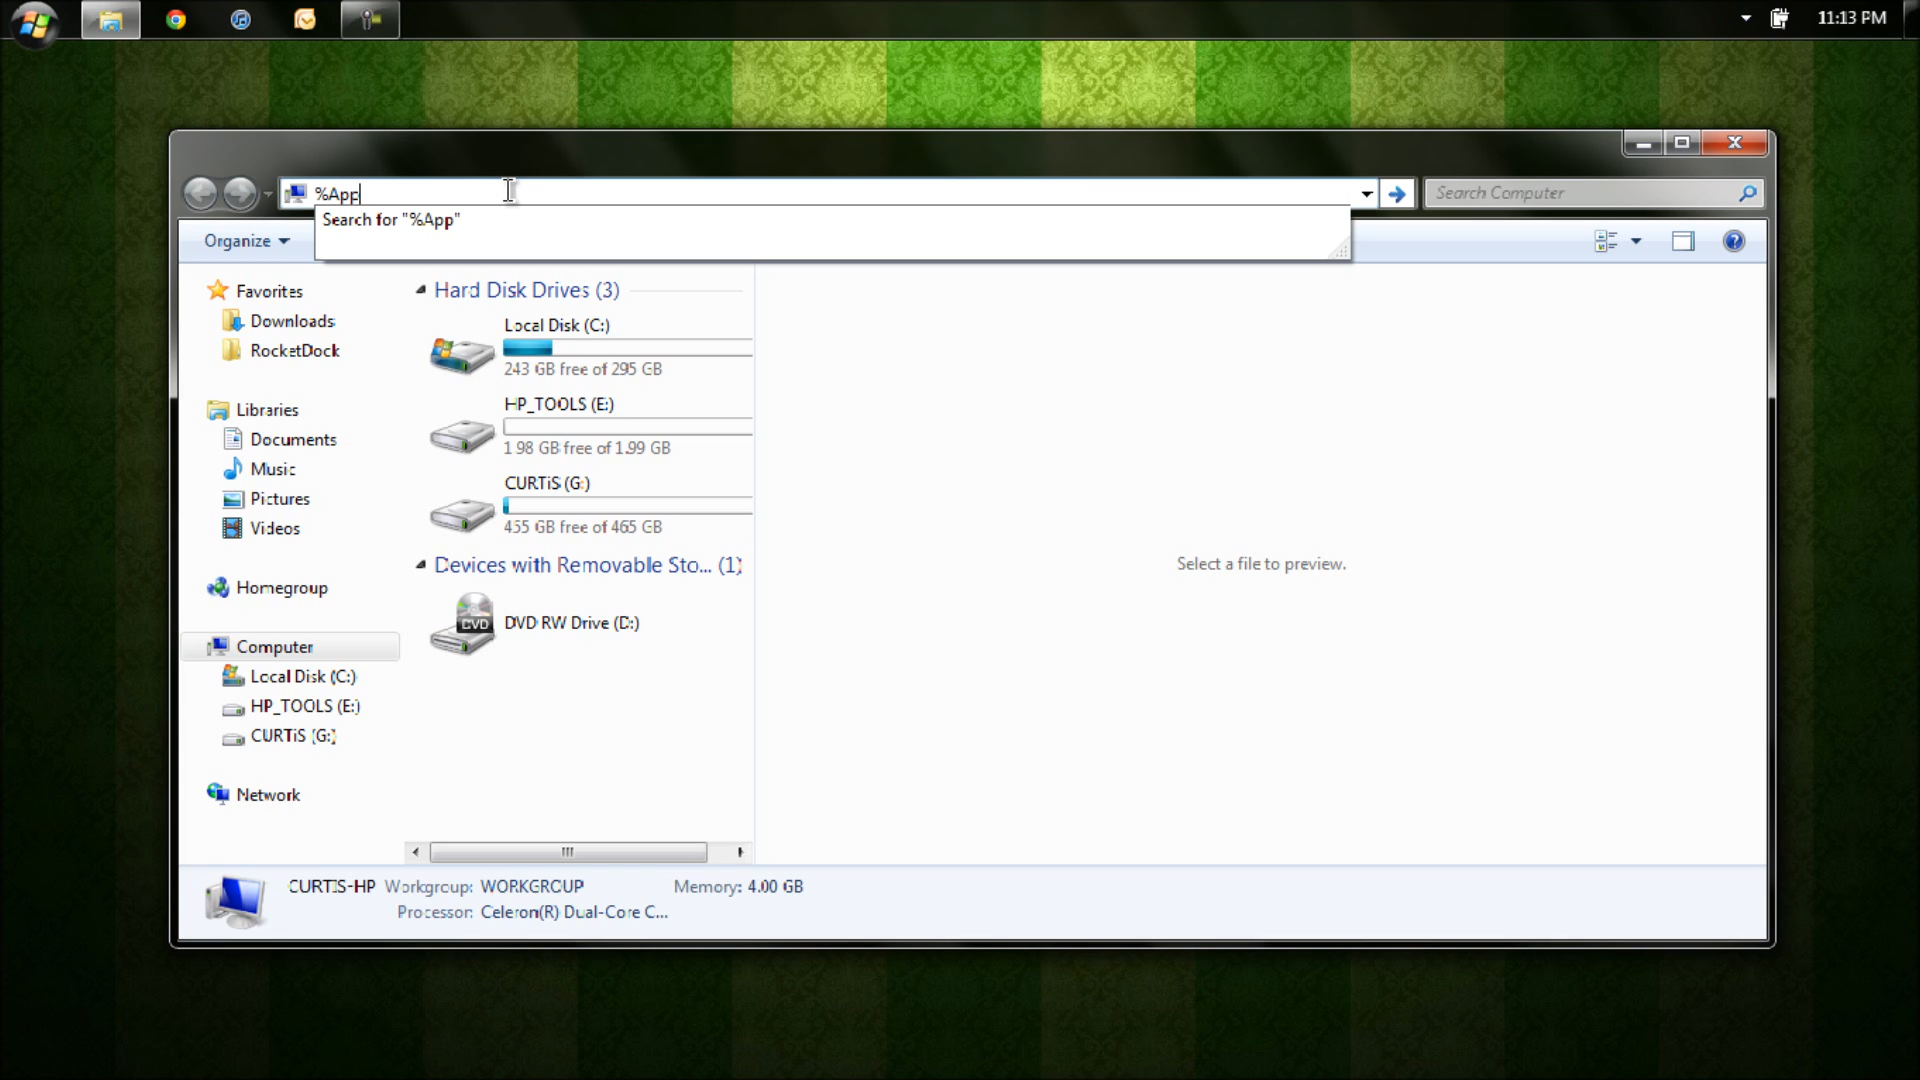 11:13 PM
%App
Search Computer
Search for "%App"
Organize
Favorites
Downloads
RocketDock
Libraries
Documents
Music
Pictures
Videos
Homegroup
Computer
Local Disk (C:)
HP_TOOLS (E:)
CURTiS (G:)
Network
Hard Disk Drives (3)
Local Disk (C:)
243 GB free of 295 GB
HP_TOOLS (E:)
1.98 GB free of 1.99 GB
CURTiS (G:)
455 GB free of 465 GB
Devices with Removable Sto... (1)
DVD
DVD RW Drive (D:)
Select a file to preview.
CURTIS-HP Workgroup: WORKGROUP Memory: 4.00 GB
Processor: Celeron(R) Dual-Core C...